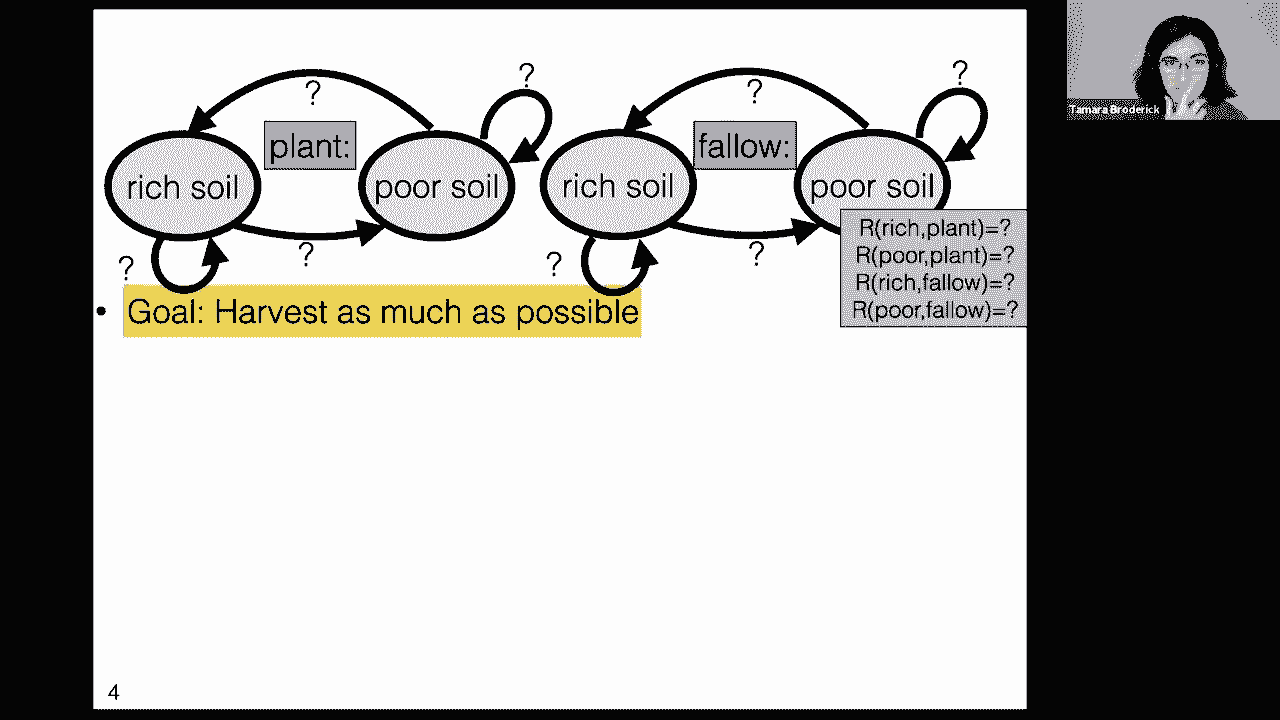 ? ? ? ?
plant: fallow:
rich soil poor soil rich soil poor soil
R(rich,plant)=?
R(poor,plant)=?
R(rich,fallow)=?
R(poor,fallow)=?
? ? ? ?
• Goal: Harvest as much as possible
4
Tamara Broderick